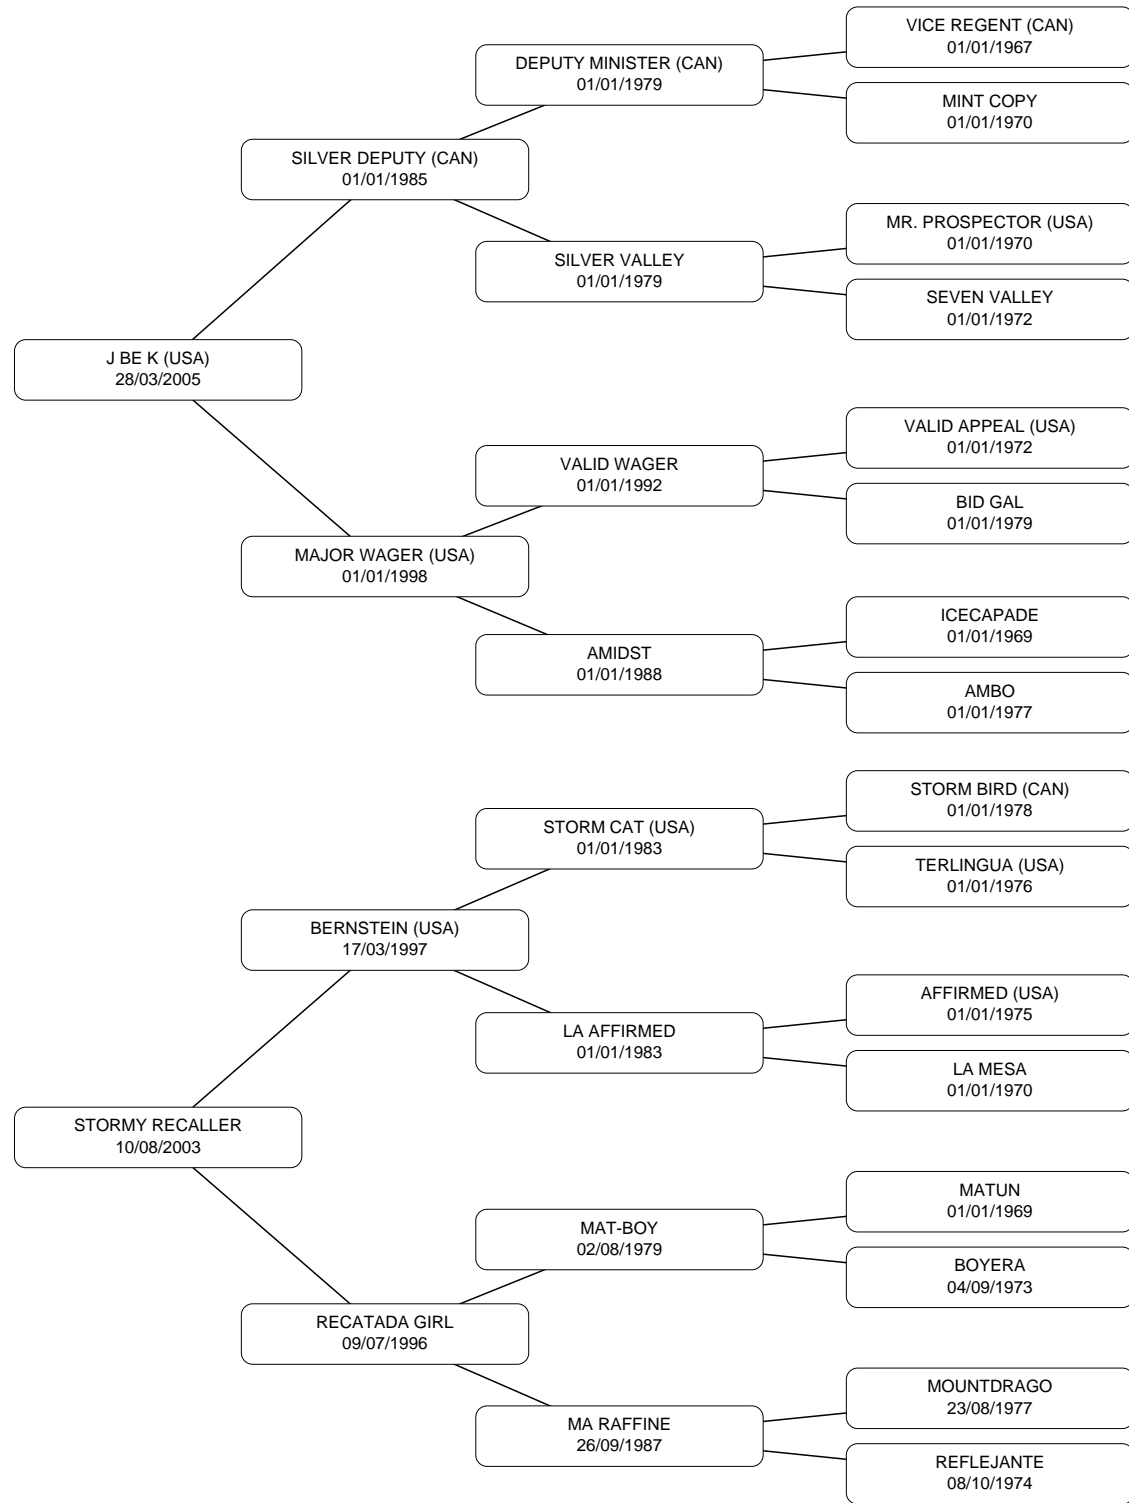 VICE REGENT (CAN)
01/01/1967
DEPUTY MINISTER (CAN)
01/01/1979
MINT COPY
01/01/1970
SILVER DEPUTY (CAN)
01/01/1985
MR. PROSPECTOR (USA)
01/01/1970
SILVER VALLEY
01/01/1979
SEVEN VALLEY
01/01/1972
J BE K (USA)
28/03/2005
VALID APPEAL (USA)
01/01/1972
VALID WAGER
01/01/1992
BID GAL
01/01/1979
MAJOR WAGER (USA)
01/01/1998
ICECAPADE
01/01/1969
AMIDST
01/01/1988
AMBO
01/01/1977
STORM BIRD (CAN)
01/01/1978
STORM CAT (USA)
01/01/1983
TERLINGUA (USA)
01/01/1976
BERNSTEIN (USA)
17/03/1997
AFFIRMED (USA)
01/01/1975
LA AFFIRMED
01/01/1983
LA MESA
01/01/1970
STORMY RECALLER
10/08/2003
MATUN
01/01/1969
MAT-BOY
02/08/1979
BOYERA
04/09/1973
RECATADA GIRL
09/07/1996
MOUNTDRAGO
23/08/1977
MA RAFFINE
26/09/1987
REFLEJANTE
08/10/1974